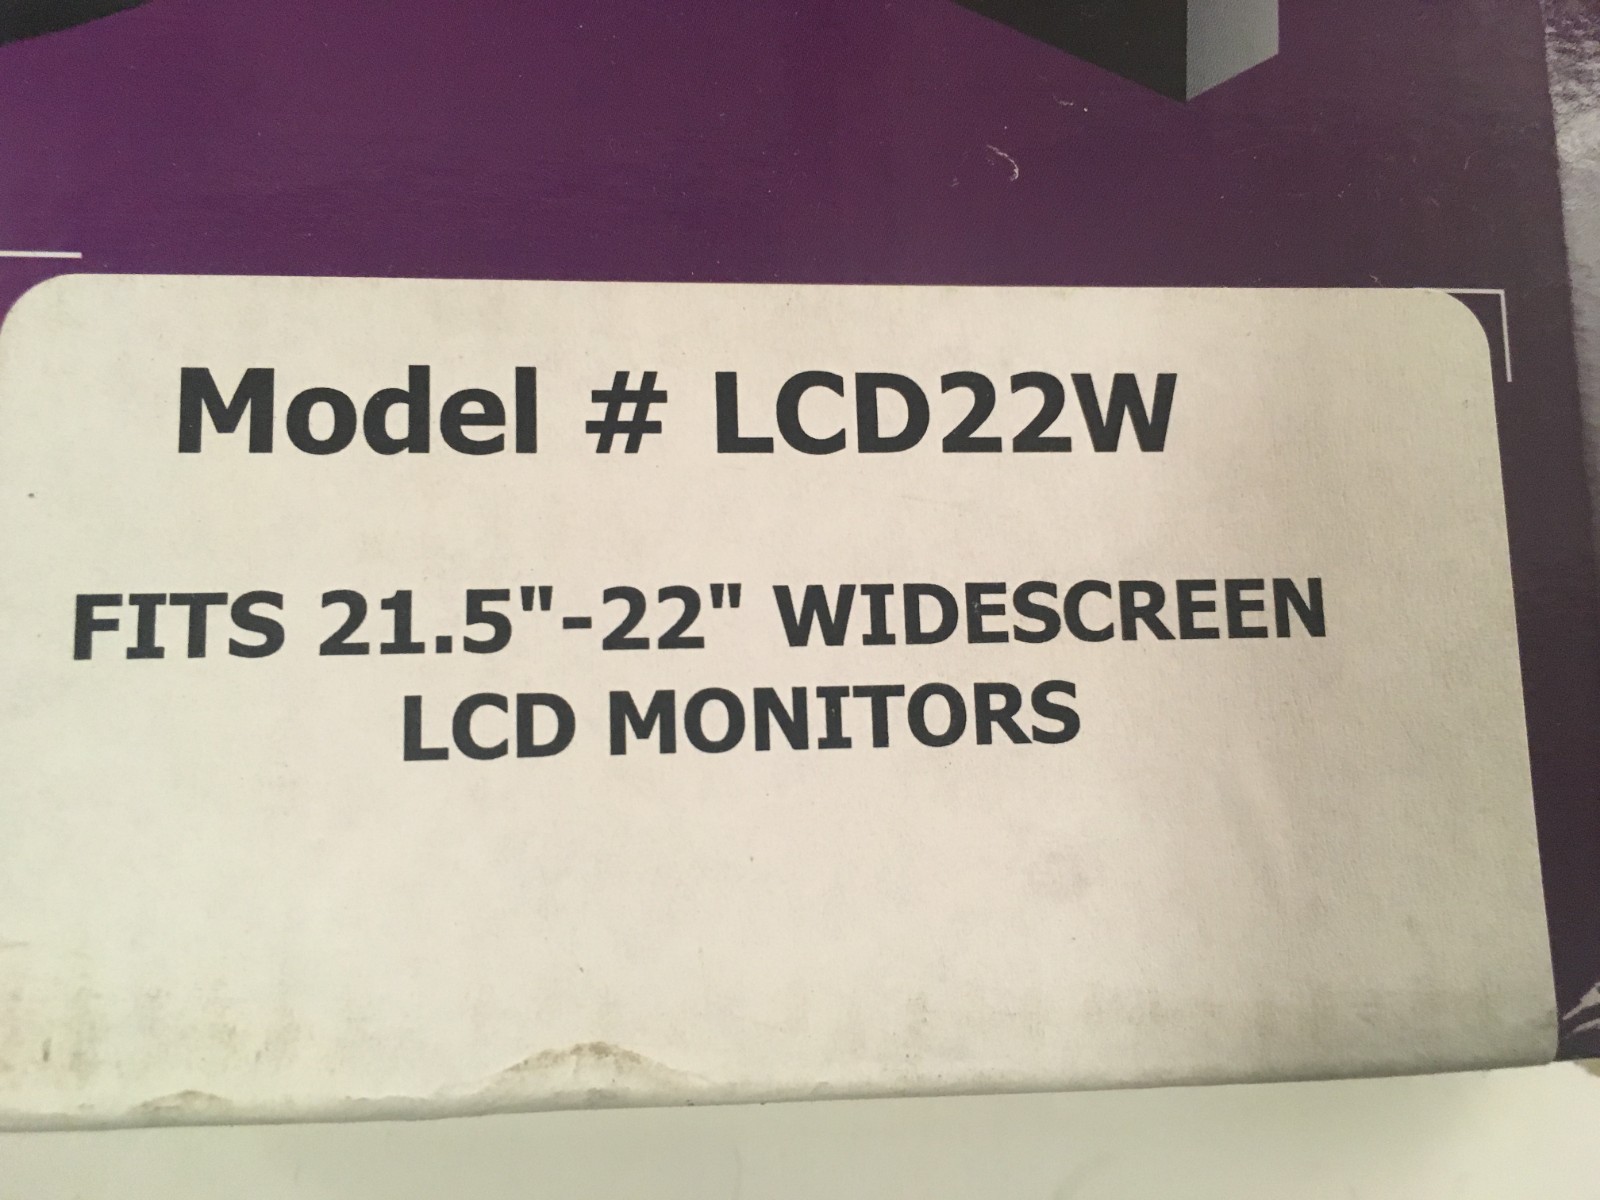 Model # LCD22W
FITS 21.5"-22" WIDESCREEN
LCD MONITORS